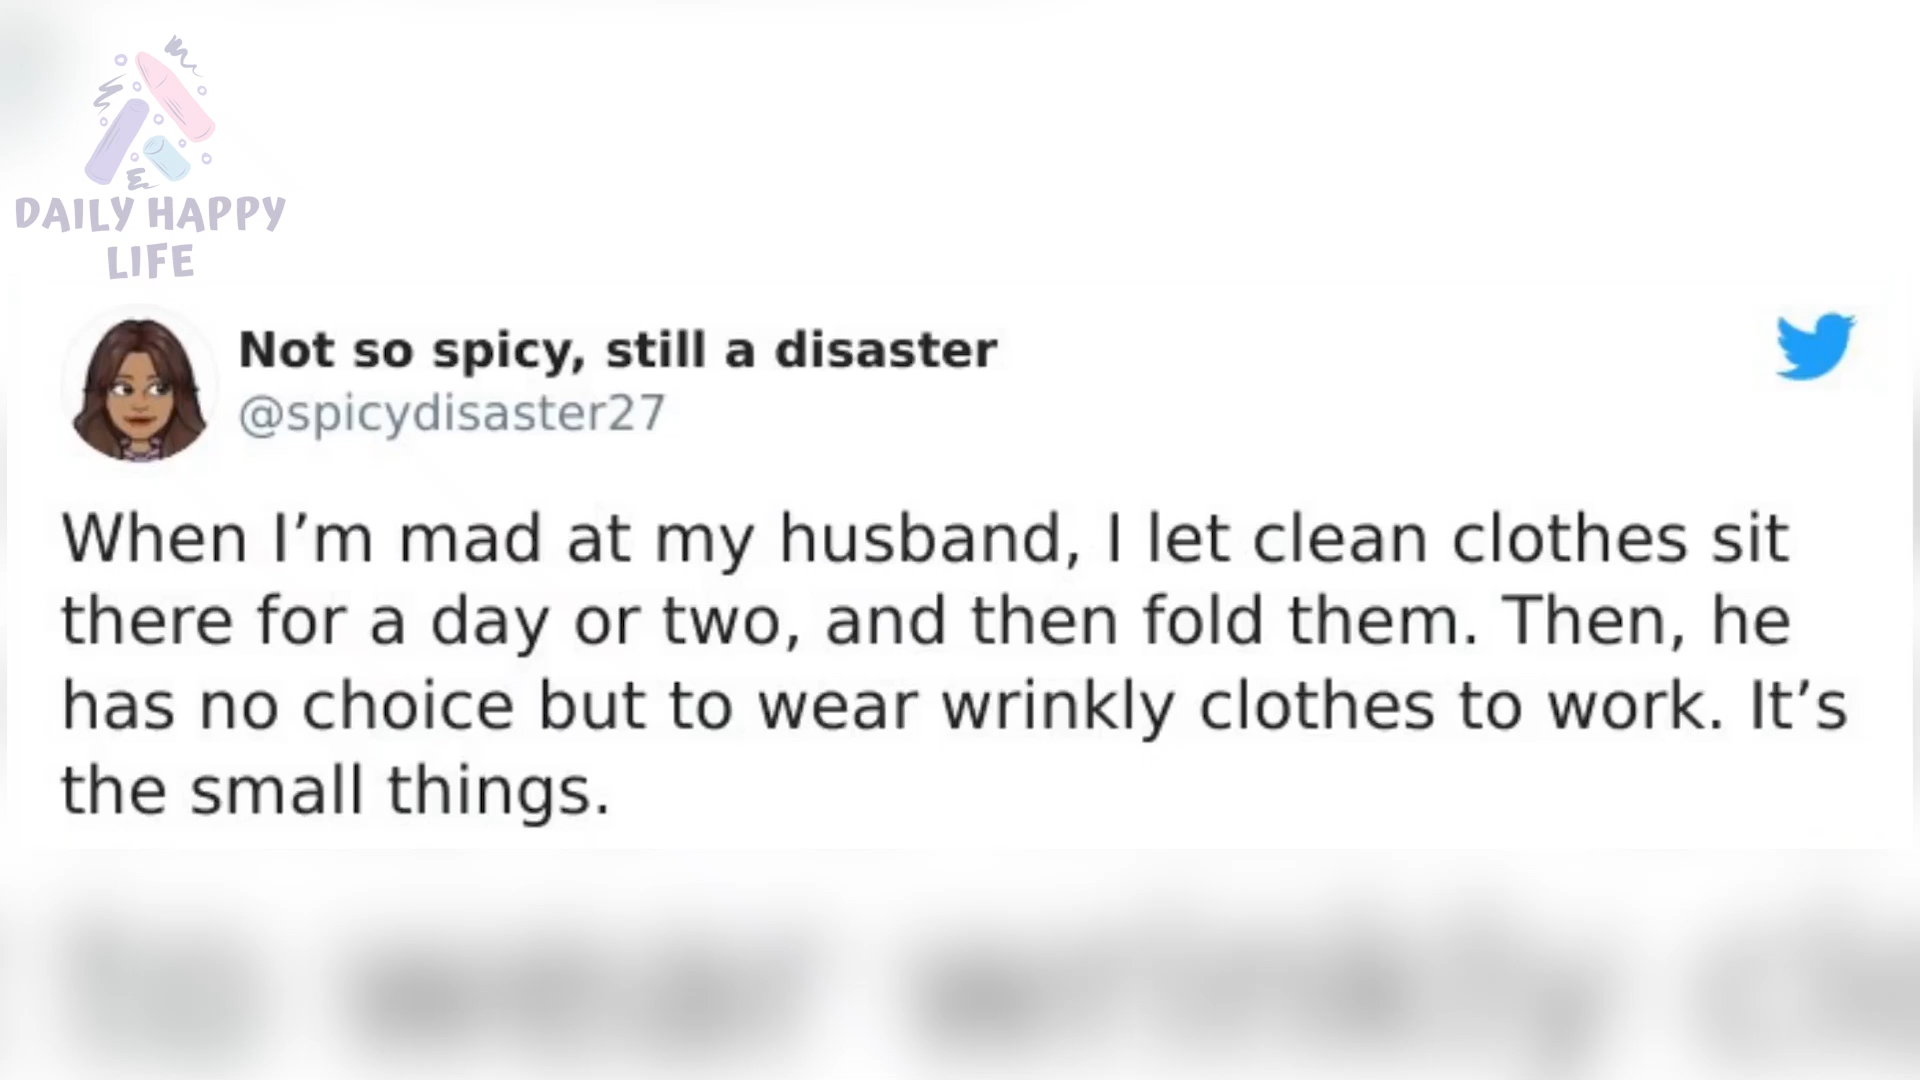 DAILY HAPPY
LIFE
Not so spicy, still a disaster
@spicydisaster27
When I’m mad at my husband, I let clean clothes sit
there for a day or two, and then fold them. Then, he
has no choice but to wear wrinkly clothes to work. It’s
the small things.